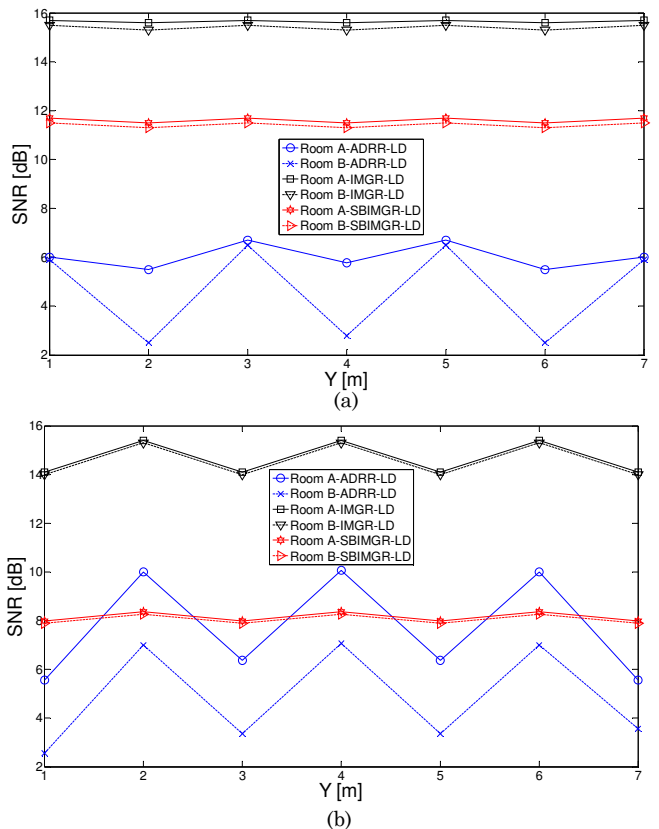 16
14
12
10
8
6
4
2
SNR [dB]
Room A-ADRR-LD
Room B-ADRR-LD
Room A-IMGR-LD
Room B-IMGR-LD
Room A-SBIMGR-LD
Room B-SBIMGR-LD
1 2 3 4 5 6 7
Y [m]
(a)
16
14
12
10
8
6
4
2
SNR [dB]
Room A-ADRR-LD
Room B-ADRR-LD
Room A-IMGR-LD
Room B-IMGR-LD
Room A-SBIMGR-LD
Room B-SBIMGR-LD
1 2 3 4 5 6 7
Y [m]
(b)